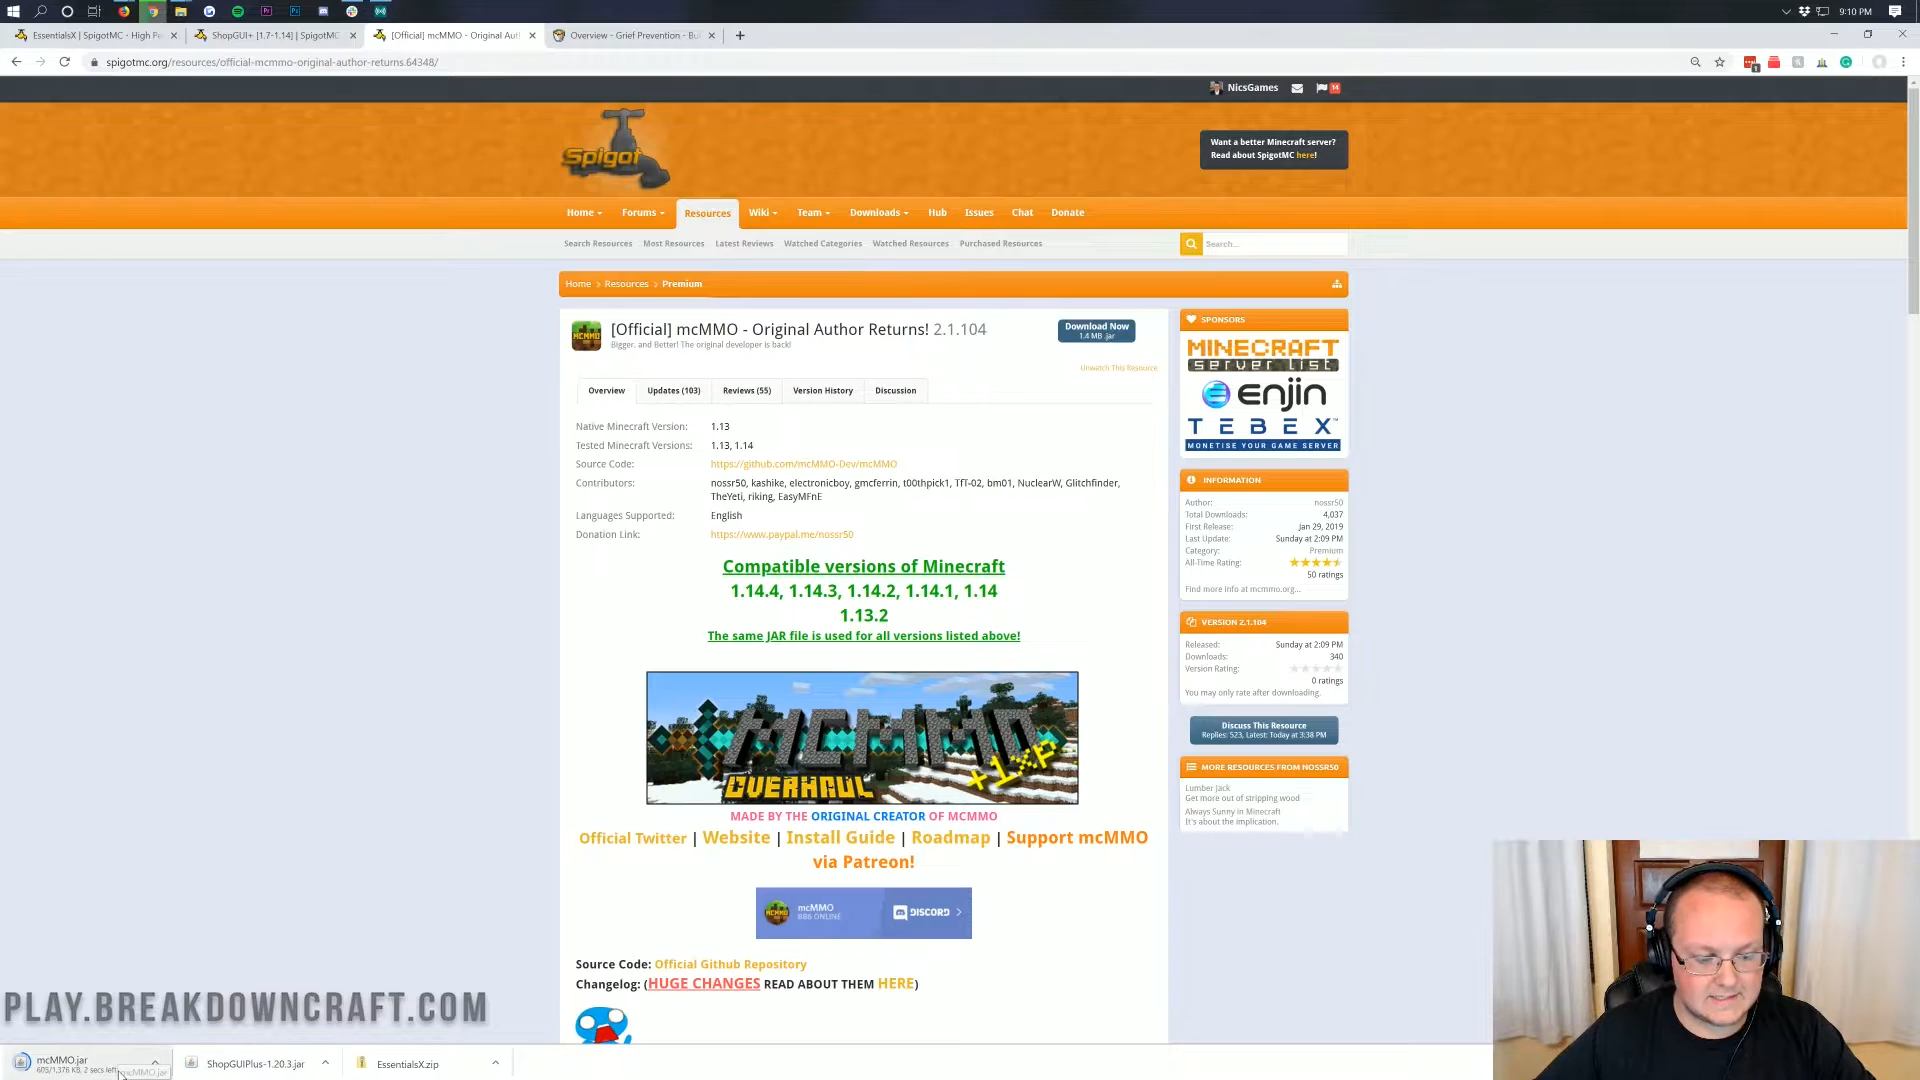 9:10 PM
EssentialsX | SpigotMC - High Pe
ShopGUI+ [1.7-1.14] | SpigotMC
[Official] mcMMO - Original Aut
Overview - Grief Prevention - Bu
spigotmc.org/resources/official-mcmmo-original-author-returns.64348/
NicsGames
14
Spigot
Want a better Minecraft server?
Read about SpigotMC here!
Home Forums Resources Wiki Team Downloads Hub Issues Chat Donate
Search Resources Most Resources Latest Reviews Watched Categories Watched Resources Purchased Resources
Search...
Home > Resources > Premium
[Official] mcMMO - Original Author Returns! 2.1.104
Bigger, and Better! The original developer is back!
Download Now
1.4 MB .jar
Unwatch This Resource
Overview Updates (103) Reviews (55) Version History Discussion
Native Minecraft Version: 1.13
Tested Minecraft Versions: 1.13, 1.14
Source Code: https://github.com/mcMMO-Dev/mcMMO
Contributors: nossr50, kashike, electronicboy, gmcferrin, t00thpick1, TfT-02, bm01, NuclearW, Glitchfinder,
TheYeti, riking, EasyMFnE
Languages Supported: English
Donation Link: https://www.paypal.me/nossr50
Compatible versions of Minecraft
1.14.4, 1.14.3, 1.14.2, 1.14.1, 1.14
1.13.2
The same JAR file is used for all versions listed above!
MCMMO
OVERHAUL
+1XP
MADE BY THE ORIGINAL CREATOR OF MCMMO
Official Twitter | Website | Install Guide | Roadmap | Support mcMMO
via Patreon!
mcMMO
886 ONLINE
DISCORD
Source Code: Official Github Repository
Changelog: (HUGE CHANGES READ ABOUT THEM HERE)
SPONSORS
MINECRAFT
server list
enjin
TEBEX
MONETISE YOUR GAME SERVER
INFORMATION
Author: nossr50
Total Downloads: 4,037
First Release: Jan 29, 2019
Last Update: Sunday at 2:09 PM
Category: Premium
All-Time Rating:
50 ratings
Find more info at mcmmo.org...
VERSION 2.1.104
Released: Sunday at 2:09 PM
Downloads: 340
Version Rating:
0 ratings
You may only rate after downloading.
Discuss This Resource
Replies: 523, Latest: Today at 3:38 PM
MORE RESOURCES FROM NOSSR50
Lumber Jack
Get more out of stripping wood
Always Sunny in Minecraft
It's about the implication.
PLAY.BREAKDOWNCRAFT.COM
mcMMO.jar
605/1,376 KB, 2 secs left
mcMMO.jar
ShopGUIPlus-1.20.3.jar
EssentialsX.zip